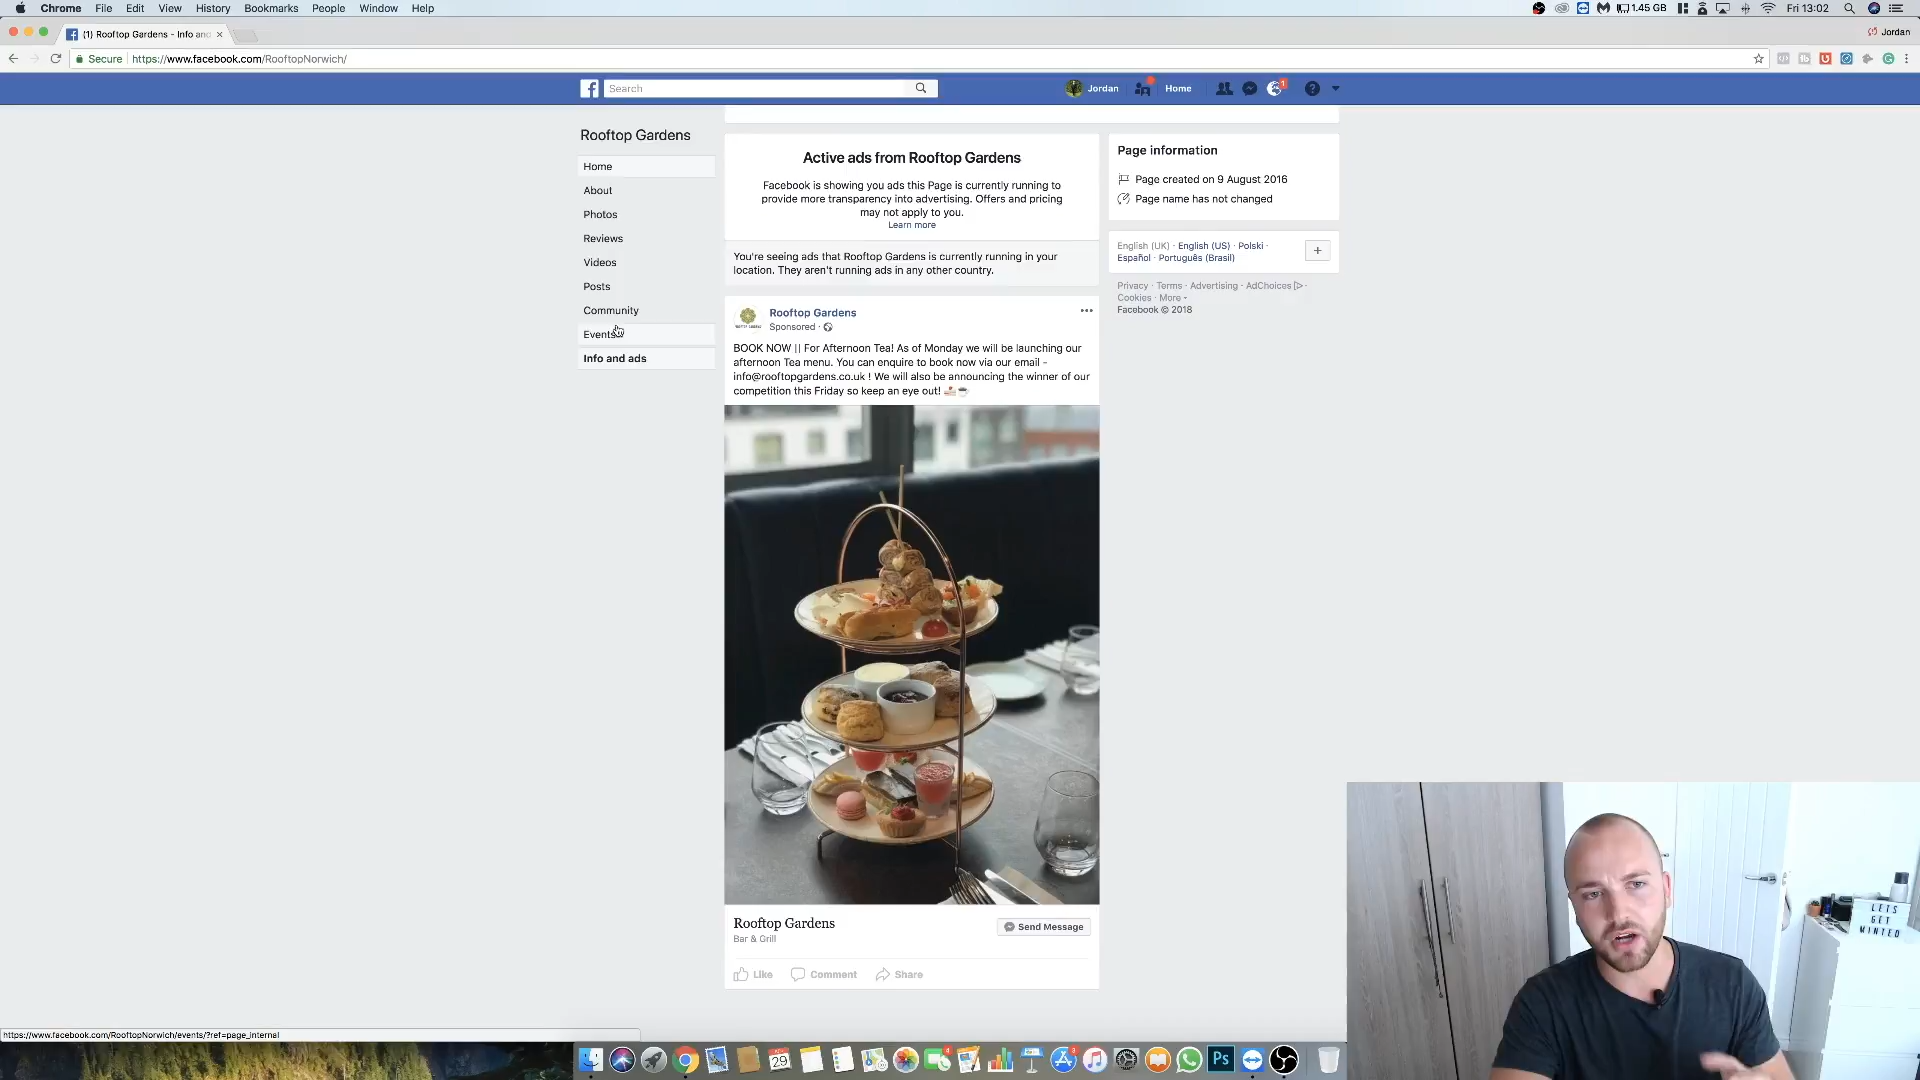 Chrome File Edit View History Bookmarks People Window Help
1.45 GB Fri 13:02
(1) Rooftop Gardens - Info and
Jordan
Secure https://www.facebook.com/RooftopNorwich/
Search
Jordan Home
1
Rooftop Gardens
Home
About
Photos
Reviews
Videos
Posts
Community
Events
Info and ads
Active ads from Rooftop Gardens
Facebook is showing you ads this Page is currently running to
provide more transparency into advertising. Offers and pricing
may not apply to you.
Learn more
You're seeing ads that Rooftop Gardens is currently running in your
location. They aren't running ads in any other country.
Rooftop Gardens
Sponsored ·
BOOK NOW || For Afternoon Tea! As of Monday we will be launching our
afternoon Tea menu. You can enquire to book now via our email -
info@rooftopgardens.co.uk ! We will also be announcing the winner of our
competition this Friday so keep an eye out!
Rooftop Gardens
Bar & Grill
Send Message
Like Comment Share
Page information
Page created on 9 August 2016
Page name has not changed
English (UK) · English (US) · Polski ·
Español · Português (Brasil)
Privacy · Terms · Advertising · AdChoices ·
Cookies · More
Facebook © 2018
LETS
GET
MINTED
https://www.facebook.com/RooftopNorwich/events/?ref=page_internal
29
Ps